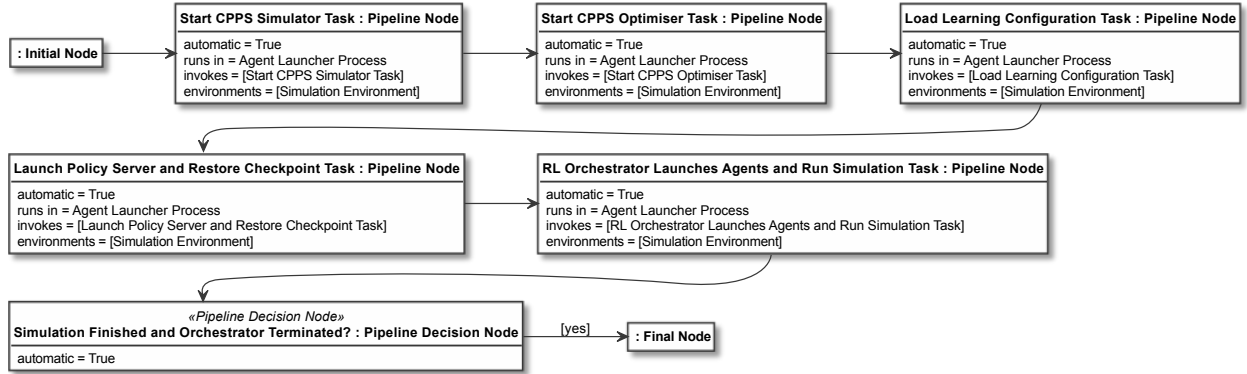 : Initial Node
Start CPPS Simulator Task : Pipeline Node
automatic = True
runs in = Agent Launcher Process
invokes = [Start CPPS Simulator Task]
environments = [Simulation Environment]
Start CPPS Optimiser Task : Pipeline Node
automatic = True
runs in = Agent Launcher Process
invokes = [Start CPPS Optimiser Task]
environments = [Simulation Environment]
Load Learning Configuration Task : Pipeline Node
automatic = True
runs in = Agent Launcher Process
invokes = [Load Learning Configuration Task]
environments = [Simulation Environment]
Launch Policy Server and Restore Checkpoint Task : Pipeline Node
automatic = True
runs in = Agent Launcher Process
invokes = [Launch Policy Server and Restore Checkpoint Task]
environments = [Simulation Environment]
RL Orchestrator Launches Agents and Run Simulation Task : Pipeline Node
automatic = True
runs in = Agent Launcher Process
invokes = [RL Orchestrator Launches Agents and Run Simulation Task]
environments = [Simulation Environment]
«Pipeline Decision Node»
Simulation Finished and Orchestrator Terminated? : Pipeline Decision Node
automatic = True
[yes]
: Final Node